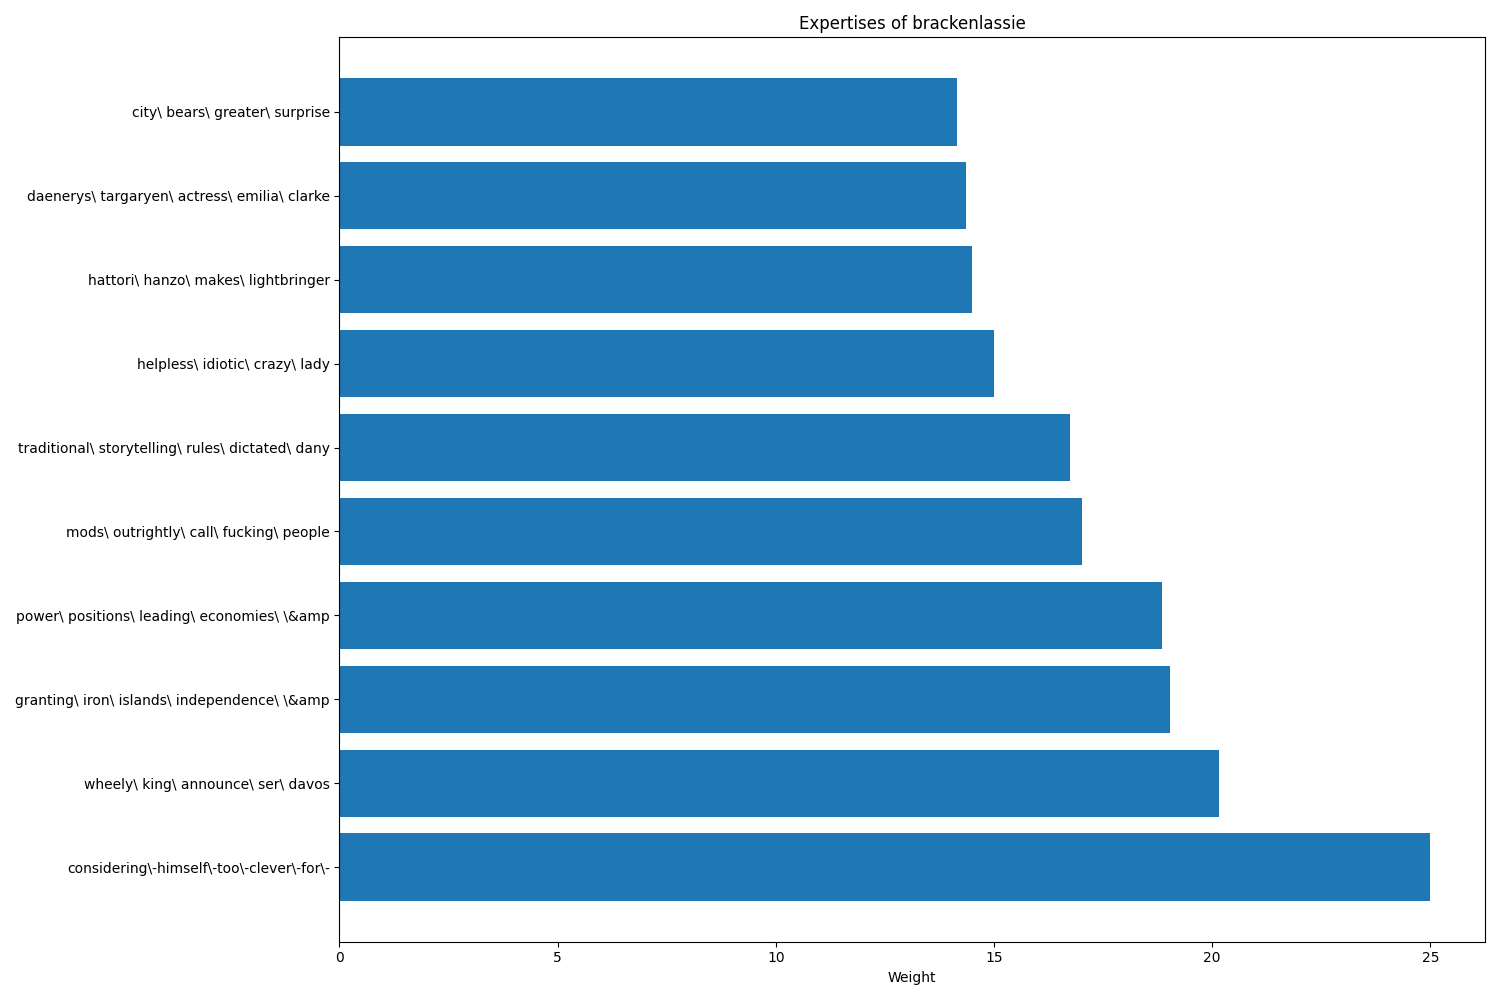 Expertises of brackenlassie
city\ bears\ greater\ surprise
daenerys\ targaryen\ actress\ emilia\ clarke
hattori\ hanzo\ makes\ lightbringer
helpless\ idiotic\ crazy\ lady
traditional\ storytelling\ rules\ dictated\ dany
mods\ outrightly\ call\ fucking\ people
power\ positions\ leading\ economies\ \&amp
granting\ iron\ islands\ independence\ \&amp
wheely\ king\ announce\ ser\ davos
considering\-himself\-too\-clever\-for\-
0 5 10 15 20 25
Weight